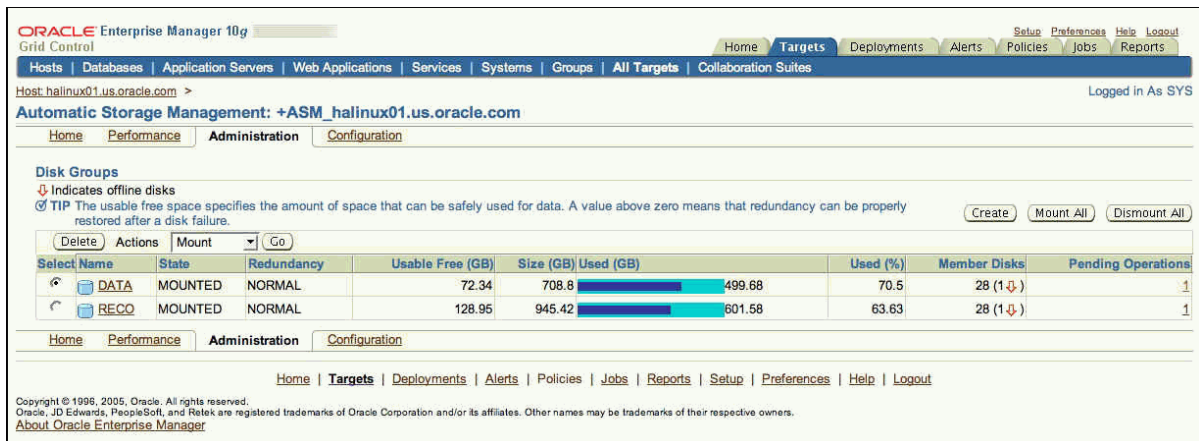 ORACLE Enterprise Manager 10g
Grid Control
Setup Preferences Help Logout
Home Targets Deployments Alerts Policies Jobs Reports
Hosts | Databases | Application Servers | Web Applications | Services | Systems | Groups | All Targets | Collaboration Suites
Host: halinux01.us.oracle.com >
Logged in As SYS
Automatic Storage Management: +ASM_halinux01.us.oracle.com
Home Performance Administration Configuration
Disk Groups
Indicates offline disks
TIP The usable free space specifies the amount of space that can be safely used for data. A value above zero means that redundancy can be properly
restored after a disk failure.
Create Mount All Dismount All
Delete Actions Mount Go
Select Name State Redundancy Usable Free (GB) Size (GB) Used (GB) Used (%) Member Disks Pending Operations
DATA MOUNTED NORMAL 72.34 708.8 499.68 70.5 28 (1) 1
RECO MOUNTED NORMAL 128.95 945.42 601.58 63.63 28 (1) 1
Home Performance Administration Configuration
Home | Targets | Deployments | Alerts | Policies | Jobs | Reports | Setup | Preferences | Help | Logout
Copyright © 1996, 2005, Oracle. All rights reserved.
Oracle, JD Edwards, PeopleSoft, and Retek are registered trademarks of Oracle Corporation and/or its affiliates. Other names may be trademarks of their respective owners.
About Oracle Enterprise Manager